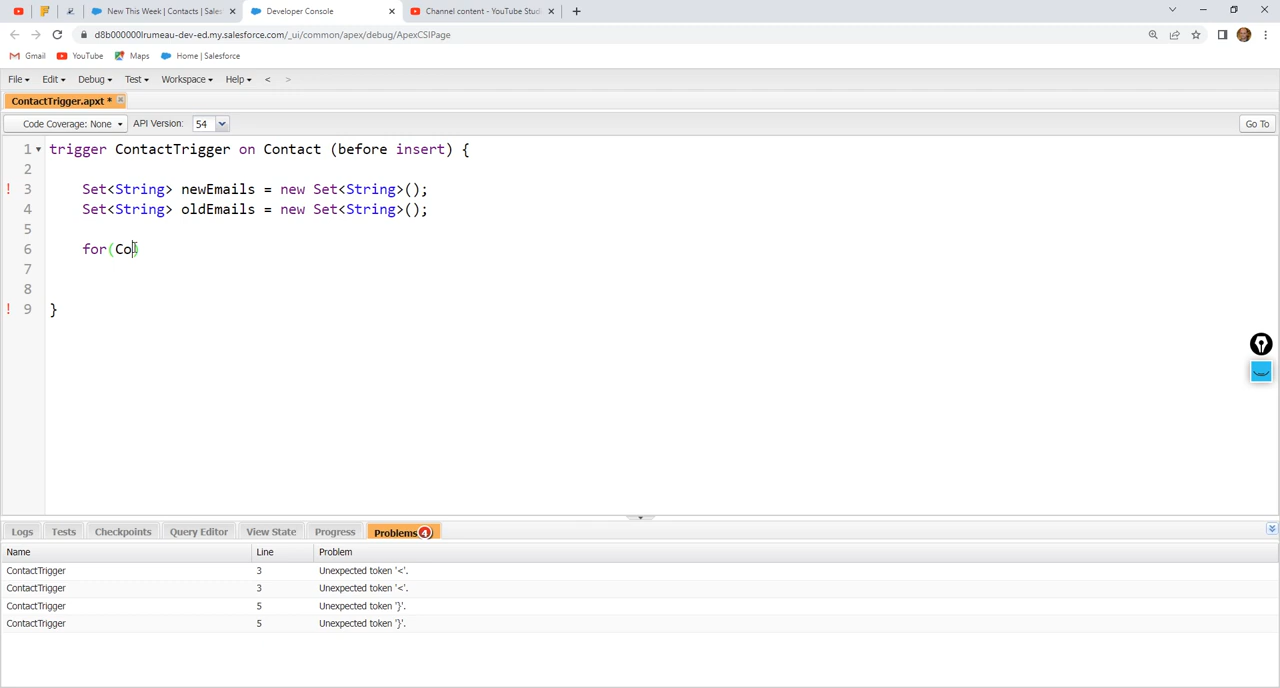 New This Week | Contacts | Sales
Developer Console
Channel content - YouTube Studi
d8b000000lrumeau-dev-ed.my.salesforce.com/_ui/common/apex/debug/ApexCSIPage
Gmail
YouTube
Maps
Home | Salesforce
File
Edit
Debug
Test
Workspace
Help
<
>
ContactTrigger.apxt *
Code Coverage: None
API Version:
54
Go To
1 trigger ContactTrigger on Contact (before insert) {
2
! 3 Set<String> newEmails = new Set<String>();
4 Set<String> oldEmails = new Set<String>();
5
6 for(Co)
7
8
! 9 }
Logs
Tests
Checkpoints
Query Editor
View State
Progress
Problems 4
Name Line Problem
ContactTrigger 3 Unexpected token '<'.
ContactTrigger 3 Unexpected token '<'.
ContactTrigger 5 Unexpected token '}'.
ContactTrigger 5 Unexpected token '}'.